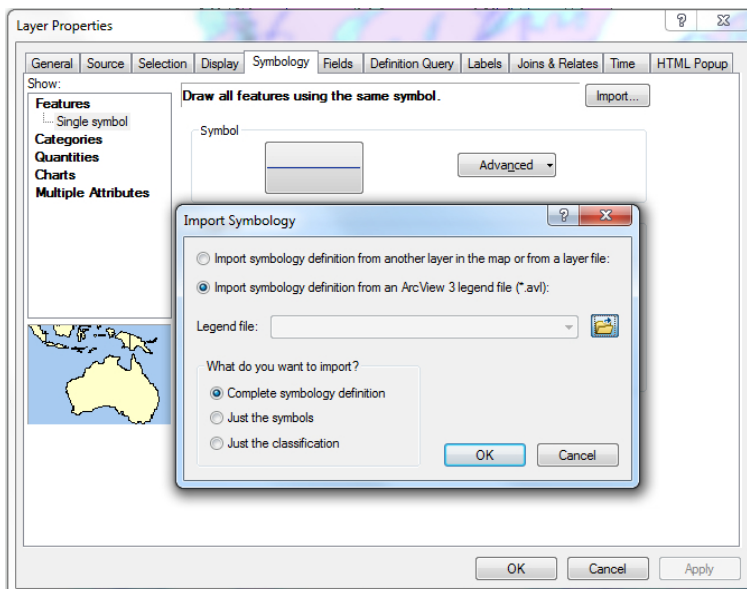 Layer Properties
General Source Selection Display Symbology Fields Definition Query Labels Joins & Relates Time HTML Popup
Show:
Features
Single symbol
Categories
Quantities
Charts
Multiple Attributes
Draw all features using the same symbol.
Import...
Symbol
Advanced
Import Symbology
Import symbology definition from another layer in the map or from a layer file:
Import symbology definition from an ArcView 3 legend file (*.avl):
Legend file:
What do you want to import?
Complete symbology definition
Just the symbols
Just the classification
OK Cancel
OK Cancel Apply